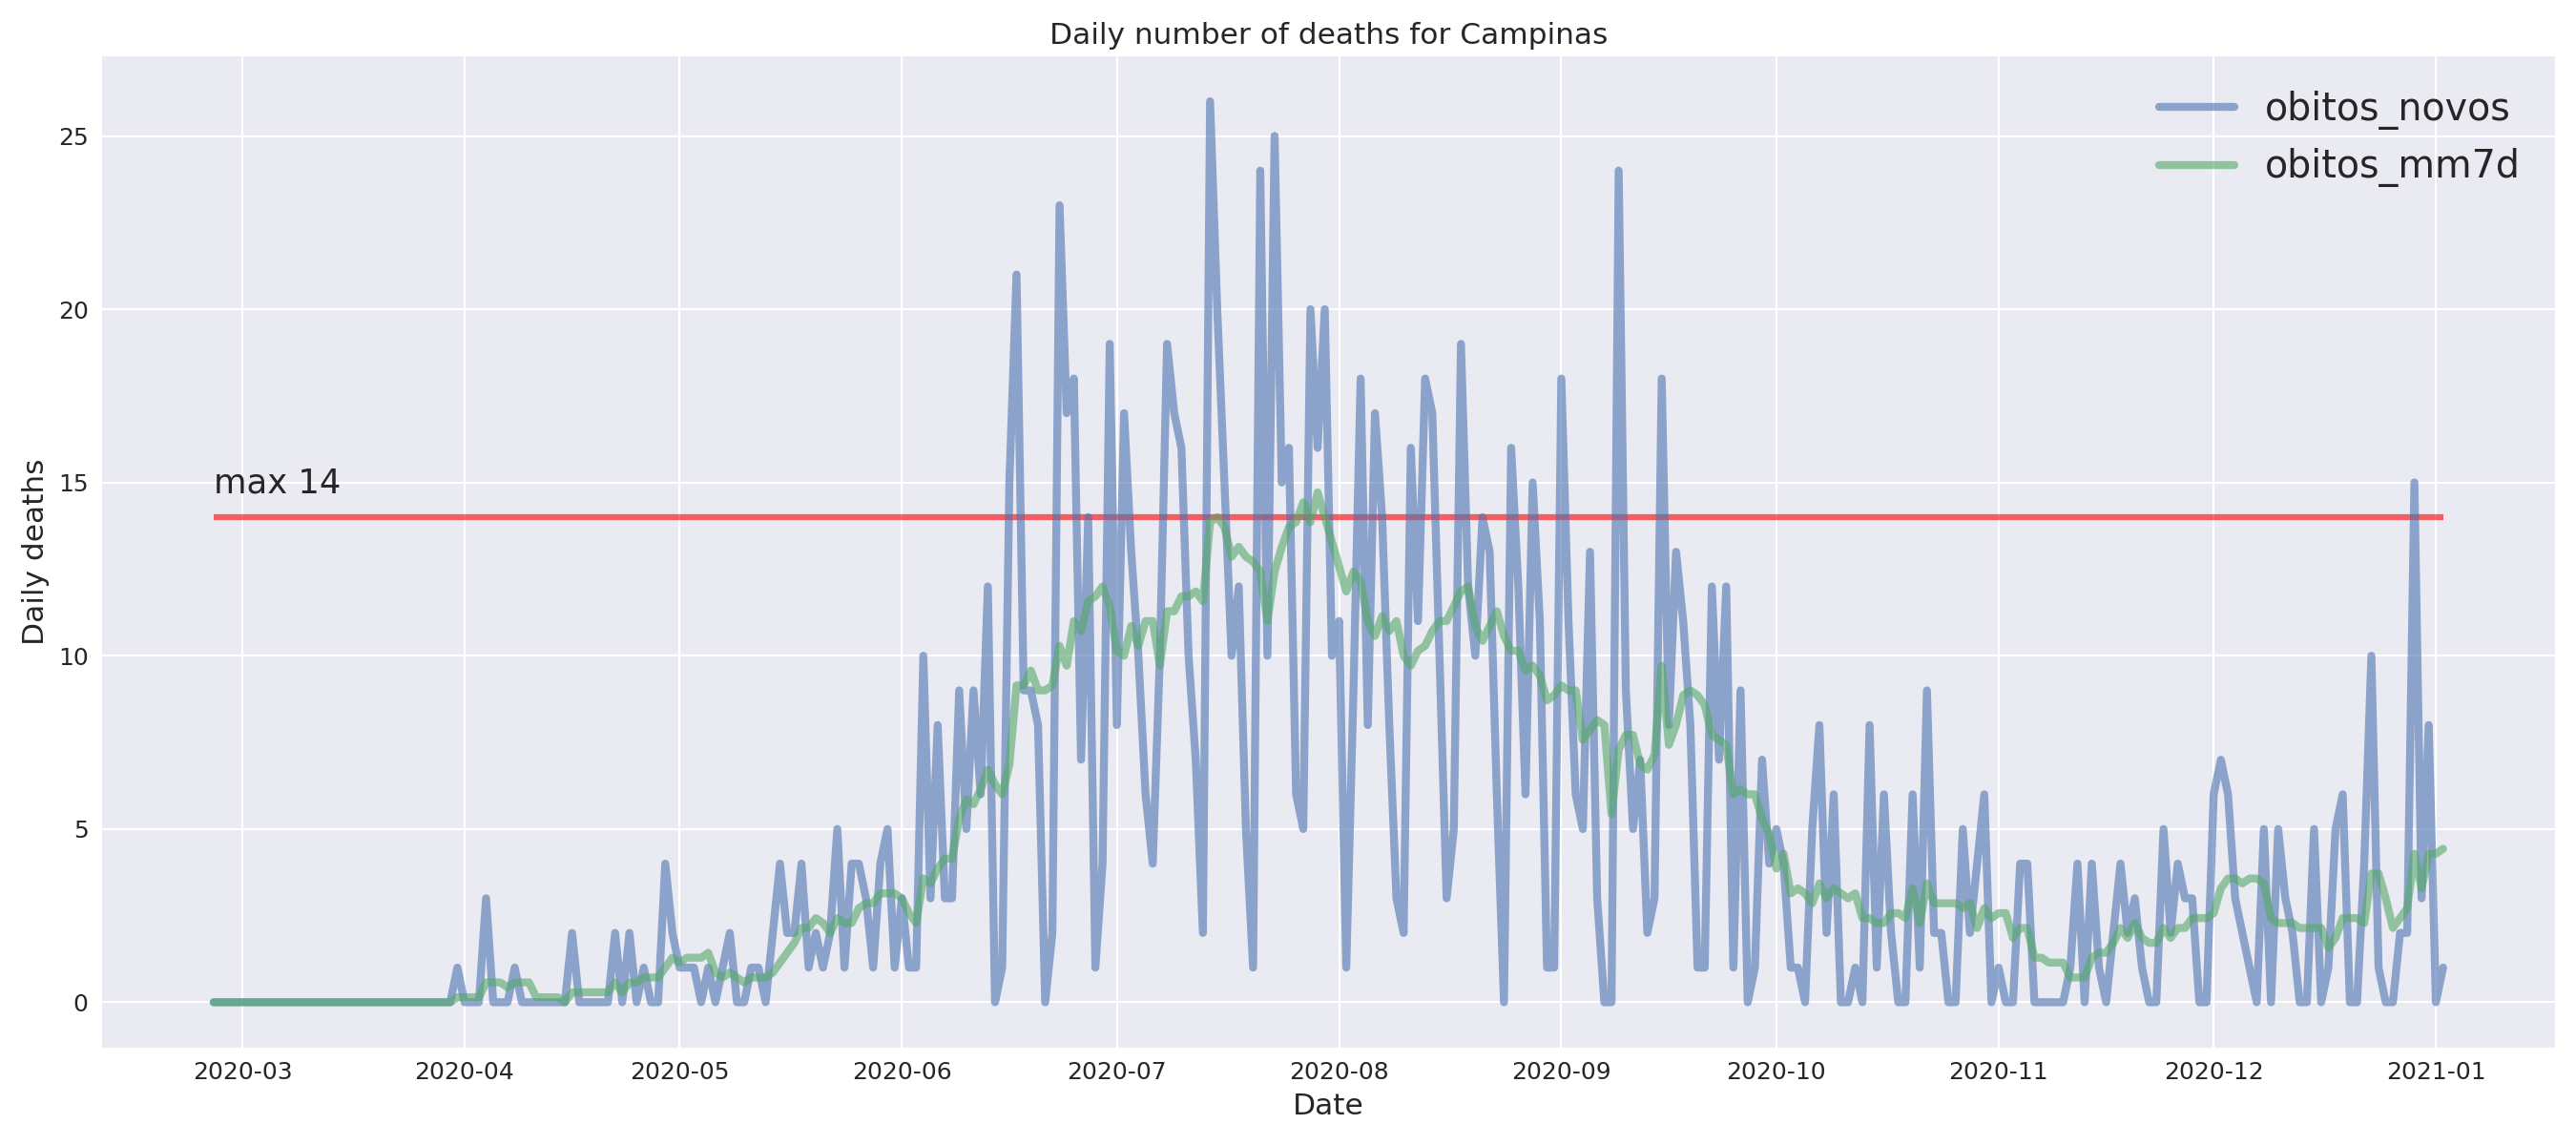 Daily number of deaths for Campinas
obitos_novos
obitos_mm7d
max 14
Daily deaths
25
20
15
10
5
0
2020-03 2020-04 2020-05 2020-06 2020-07 2020-08 2020-09 2020-10 2020-11 2020-12 2021-01
Date